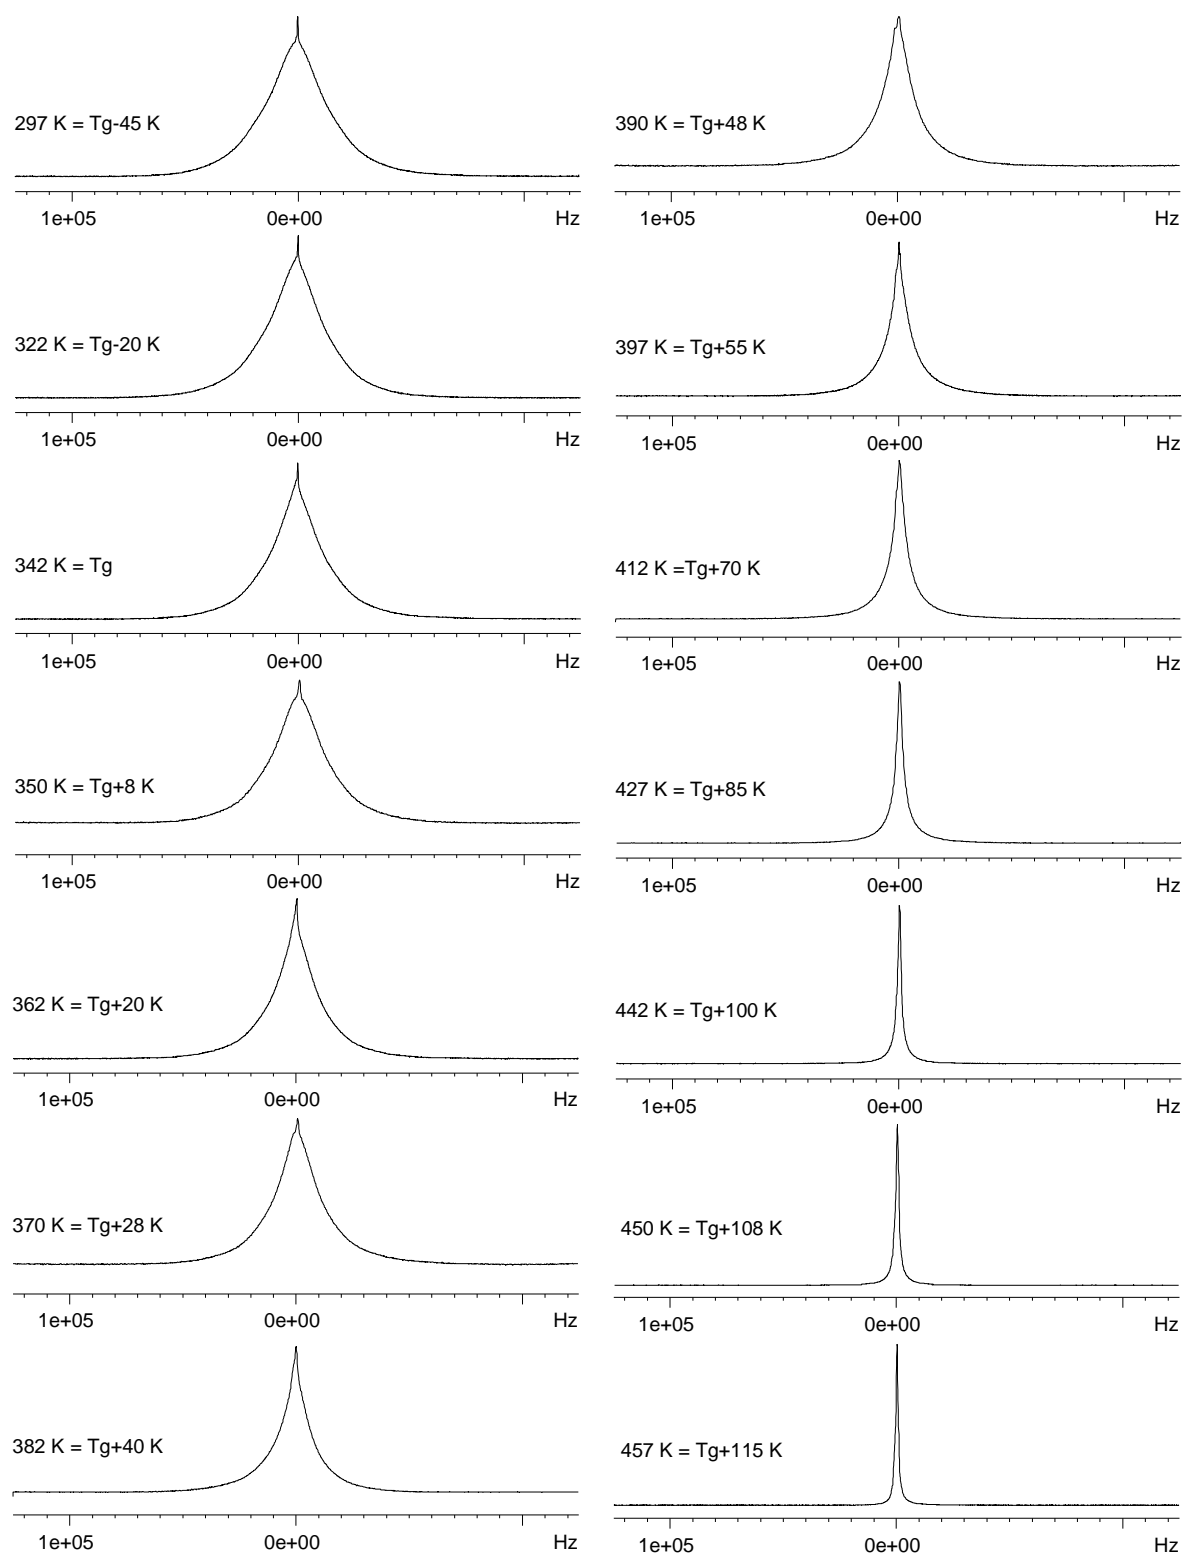 297 K = Tg-45 K
1e+05 0e+00 Hz
322 K = Tg-20 K
1e+05 0e+00 Hz
342 K = Tg
1e+05 0e+00 Hz
350 K = Tg+8 K
1e+05 0e+00 Hz
362 K = Tg+20 K
1e+05 0e+00 Hz
370 K = Tg+28 K
1e+05 0e+00 Hz
382 K = Tg+40 K
1e+05 0e+00 Hz
390 K = Tg+48 K
1e+05 0e+00 Hz
397 K = Tg+55 K
1e+05 0e+00 Hz
412 K =Tg+70 K
1e+05 0e+00 Hz
427 K = Tg+85 K
1e+05 0e+00 Hz
442 K = Tg+100 K
1e+05 0e+00 Hz
450 K = Tg+108 K
1e+05 0e+00 Hz
457 K = Tg+115 K
1e+05 0e+00 Hz